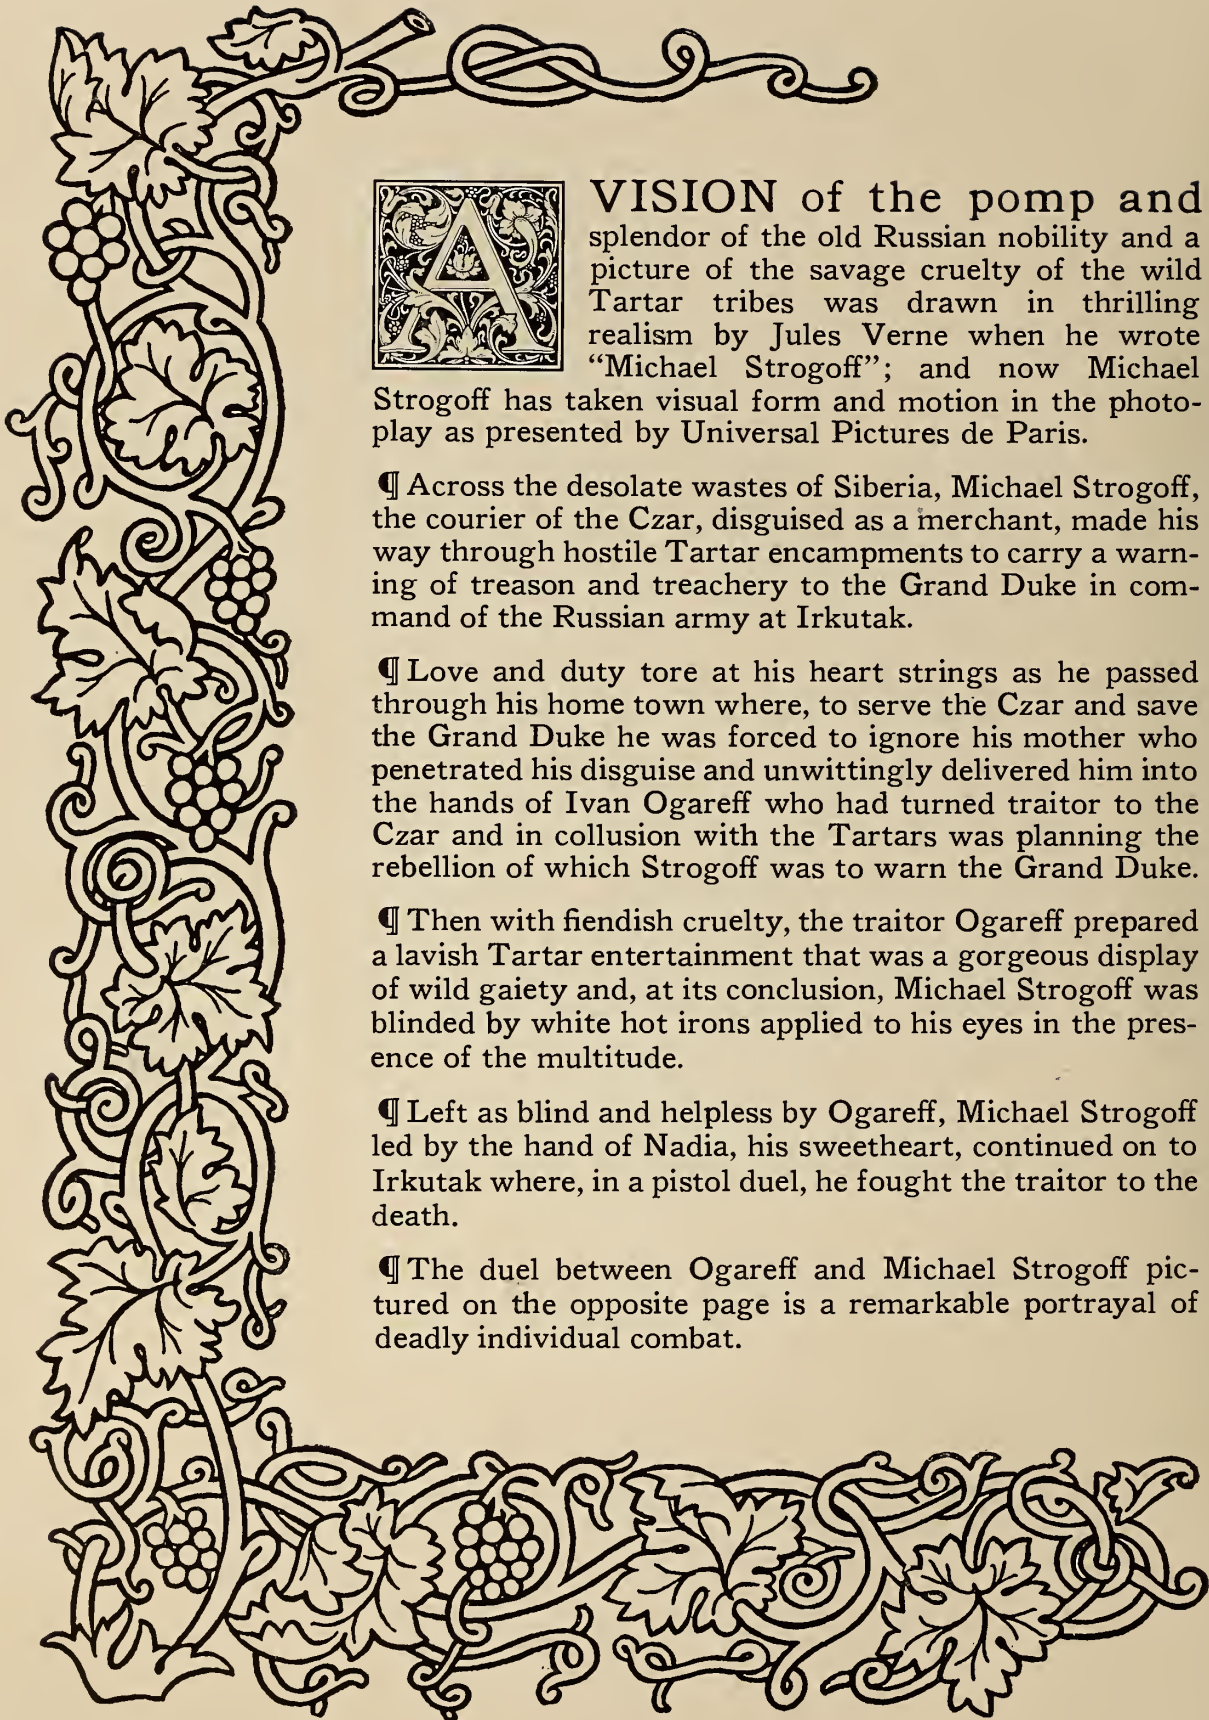 A VISION of the pomp and
splendor of the old Russian nobility and a
picture of the savage cruelty of the wild
Tartar tribes was drawn in thrilling
realism by Jules Verne when he wrote
“Michael Strogoff”; and now Michael
Strogoff has taken visual form and motion in the photo-
play as presented by Universal Pictures de Paris.
¶ Across the desolate wastes of Siberia, Michael Strogoff,
the courier of the Czar, disguised as a merchant, made his
way through hostile Tartar encampments to carry a warn-
ing of treason and treachery to the Grand Duke in com-
mand of the Russian army at Irkutak.
¶ Love and duty tore at his heart strings as he passed
through his home town where, to serve the Czar and save
the Grand Duke he was forced to ignore his mother who
penetrated his disguise and unwittingly delivered him into
the hands of Ivan Ogareff who had turned traitor to the
Czar and in collusion with the Tartars was planning the
rebellion of which Strogoff was to warn the Grand Duke.
¶ Then with fiendish cruelty, the traitor Ogareff prepared
a lavish Tartar entertainment that was a gorgeous display
of wild gaiety and, at its conclusion, Michael Strogoff was
blinded by white hot irons applied to his eyes in the pres-
ence of the multitude.
¶ Left as blind and helpless by Ogareff, Michael Strogoff
led by the hand of Nadia, his sweetheart, continued on to
Irkutak where, in a pistol duel, he fought the traitor to the
death.
¶ The duel between Ogareff and Michael Strogoff pic-
tured on the opposite page is a remarkable portrayal of
deadly individual combat.